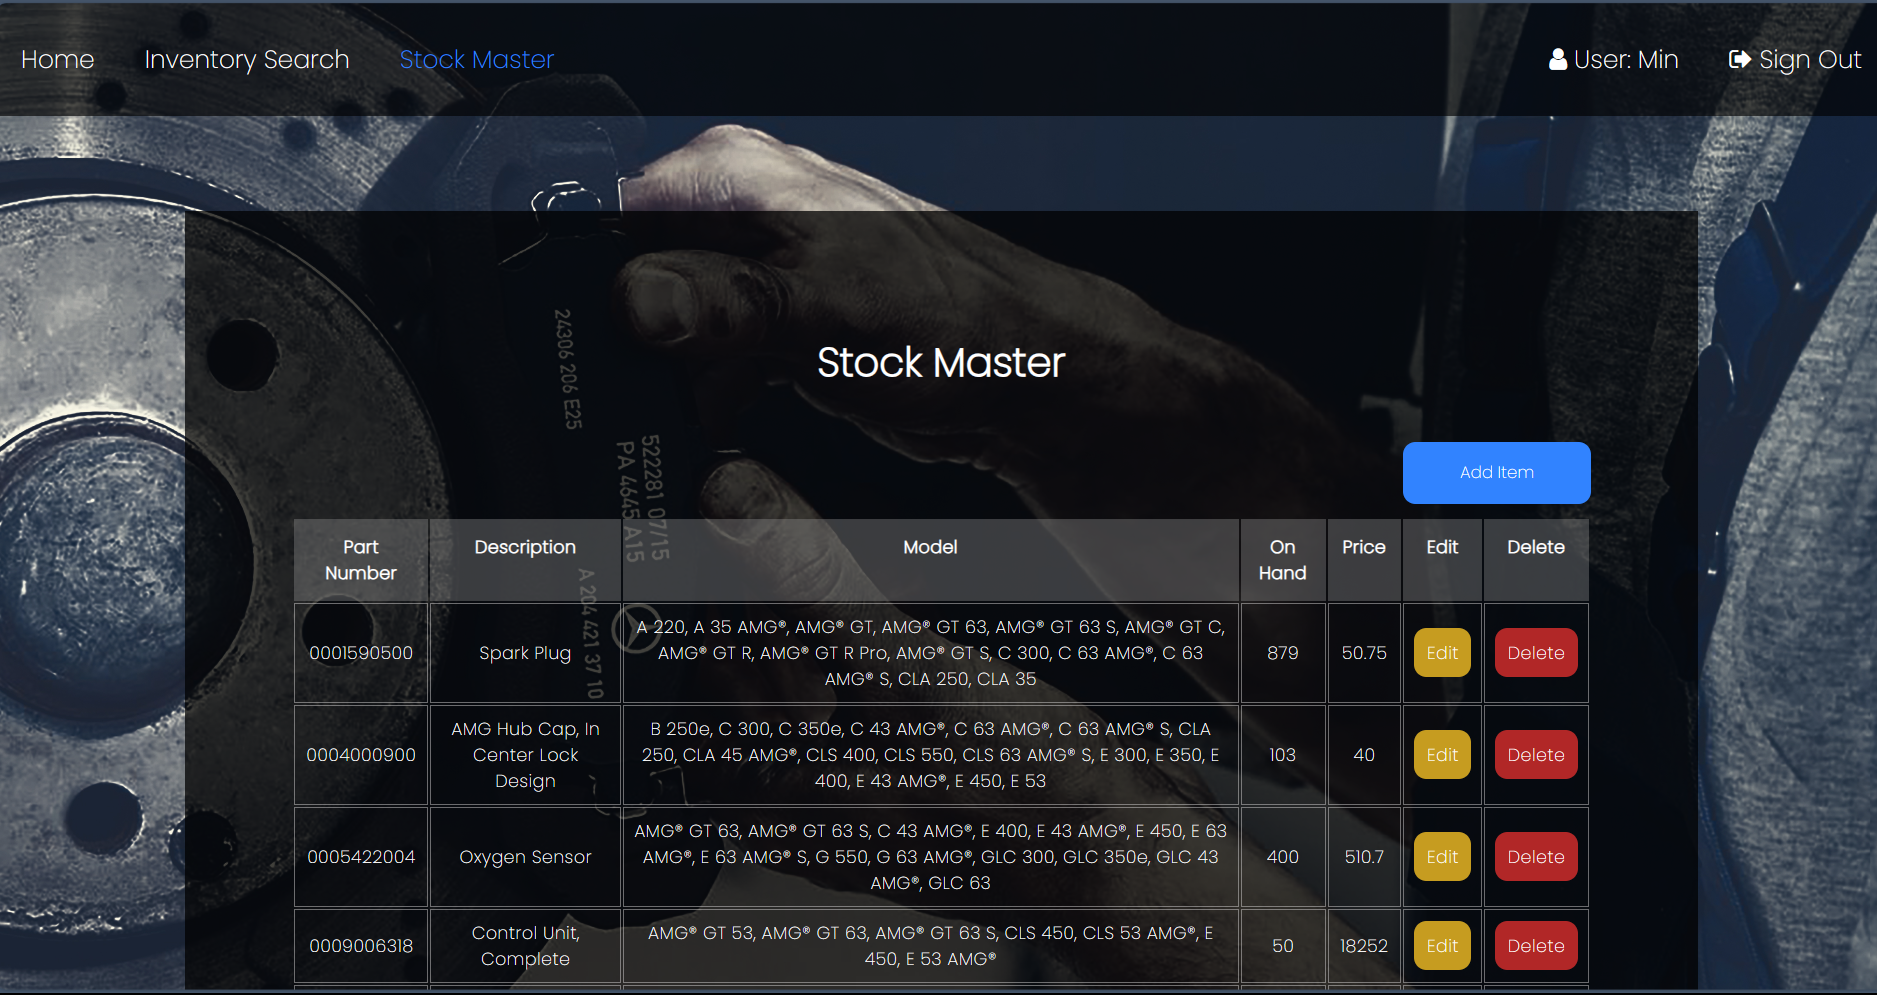 Home Inventory Search Stock Master User: Min Sign Out
24306 206 E25
Stock Master
522281 07/15
PA 4645 A15
Add Item
A 204 421 37 10
Part Number Description Model On Hand Price Edit Delete
0001590500 Spark Plug A 220, A 35 AMG®, AMG® GT, AMG® GT 63, AMG® GT 63 S, AMG® GT C,
AMG® GT R, AMG® GT R Pro, AMG® GT S, C 300, C 63 AMG®, C 63
AMG® S, CLA 250, CLA 35 879 50.75 Edit Delete
0004000900 AMG Hub Cap, In
Center Lock
Design
B 250e, C 300, C 350e, C 43 AMG®, C 63 AMG®, C 63 AMG® S, CLA
250, CLA 45 AMG®, CLS 400, CLS 550, CLS 63 AMG® S, E 300, E 350, E
400, E 43 AMG®, E 450, E 53 103 40 Edit Delete
0005422004 Oxygen Sensor AMG® GT 63, AMG® GT 63 S, C 43 AMG®, E 400, E 43 AMG®, E 450, E 63
AMG®, E 63 AMG® S, G 550, G 63 AMG®, GLC 300, GLC 350e, GLC 43
AMG®, GLC 63 400 510.7 Edit Delete
0009006318 Control Unit,
Complete
AMG® GT 53, AMG® GT 63, AMG® GT 63 S, CLS 450, CLS 53 AMG®, E
450, E 53 AMG® 50 18252 Edit Delete